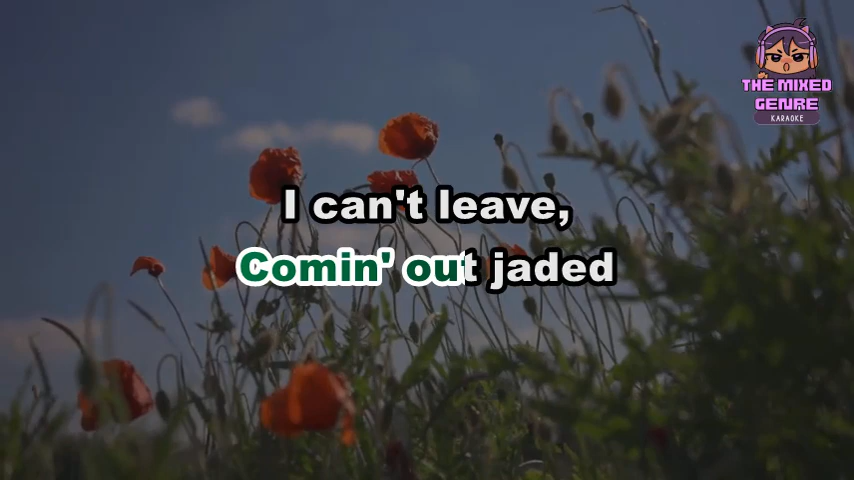 THE MIXED
GENRE
KARAOKE
I can't leave,
Comin' out jaded